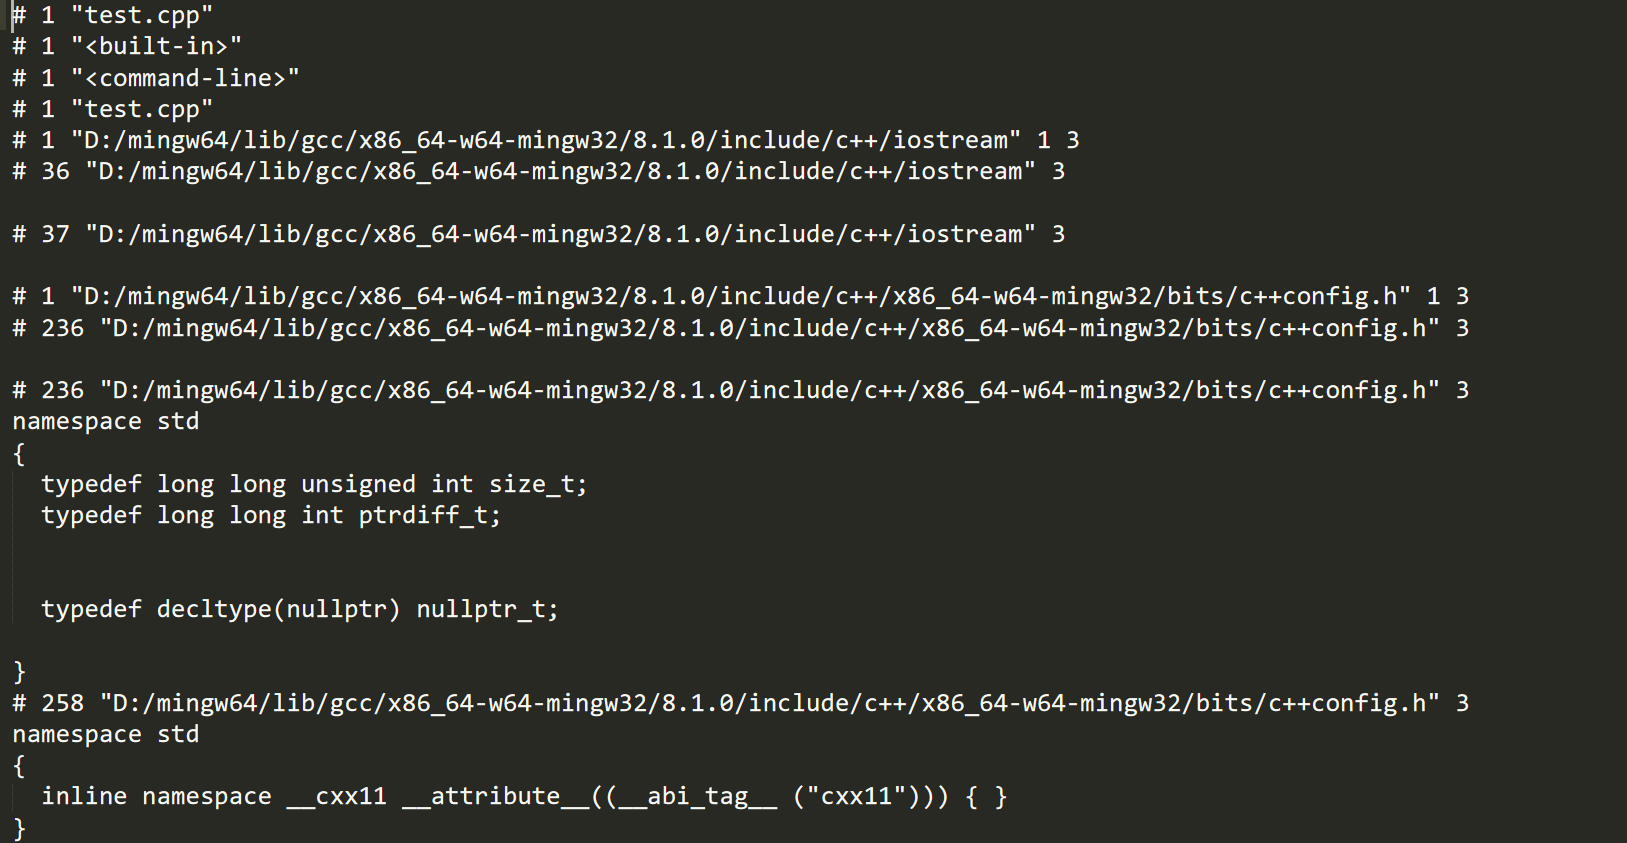 # 1 "test.cpp"
# 1 "<built-in>"
# 1 "<command-line>"
# 1 "test.cpp"
# 1 "D:/mingw64/lib/gcc/x86_64-w64-mingw32/8.1.0/include/c++/iostream" 1 3
# 36 "D:/mingw64/lib/gcc/x86_64-w64-mingw32/8.1.0/include/c++/iostream" 3
# 37 "D:/mingw64/lib/gcc/x86_64-w64-mingw32/8.1.0/include/c++/iostream" 3
# 1 "D:/mingw64/lib/gcc/x86_64-w64-mingw32/8.1.0/include/c++/x86_64-w64-mingw32/bits/c++config.h" 1 3
# 236 "D:/mingw64/lib/gcc/x86_64-w64-mingw32/8.1.0/include/c++/x86_64-w64-mingw32/bits/c++config.h" 3
# 236 "D:/mingw64/lib/gcc/x86_64-w64-mingw32/8.1.0/include/c++/x86_64-w64-mingw32/bits/c++config.h" 3
namespace std
{
  typedef long long unsigned int size_t;
  typedef long long int ptrdiff_t;
  typedef decltype(nullptr) nullptr_t;
}
# 258 "D:/mingw64/lib/gcc/x86_64-w64-mingw32/8.1.0/include/c++/x86_64-w64-mingw32/bits/c++config.h" 3
namespace std
{
  inline namespace __cxx11 __attribute__((__abi_tag__ ("cxx11"))) { }
}